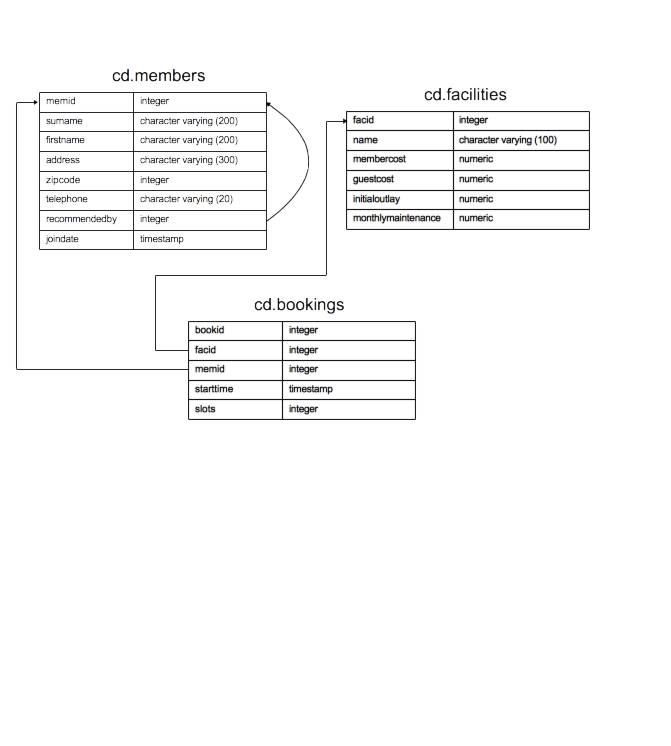 cd.members
memid integer
surname character varying (200)
firstname character varying (200)
address character varying (300)
zipcode integer
telephone character varying (20)
recommendedby integer
joindate timestamp
cd.facilities
facid integer
name character varying (100)
membercost numeric
guestcost numeric
initialoutlay numeric
monthlymaintenance numeric
cd.bookings
bookid integer
facid integer
memid integer
starttime timestamp
slots integer